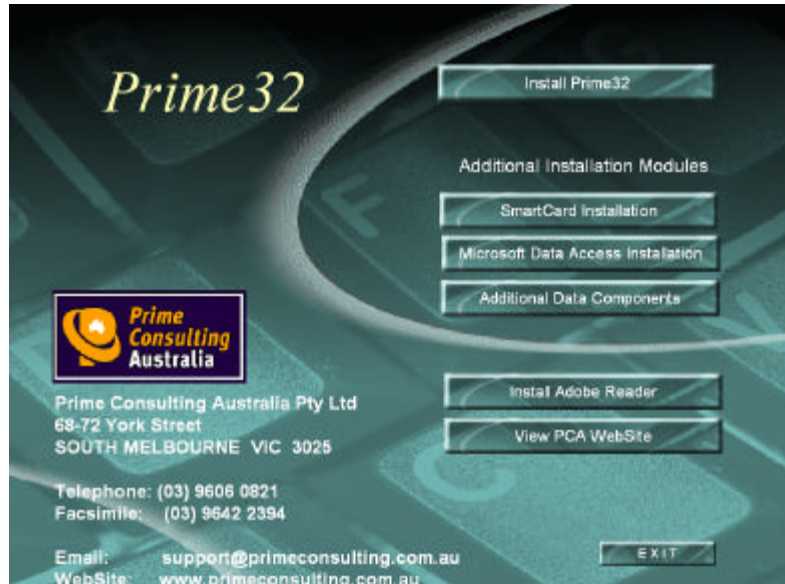 Prime32
Install Prime32
Additional Installation Modules
SmartCard Installation
Microsoft Data Access Installation
Additional Data Components
Prime
Consulting
Australia
Prime Consulting Australia Pty Ltd
68-72 York Street
SOUTH MELBOURNE VIC 3025
Telephone: (03) 9606 0821
Facsimile: (03) 9642 2394
Email: support@primeconsulting.com.au
WebSite: www.primeconsulting.com.au
Install Adobe Reader
View PCA WebSite
EXIT